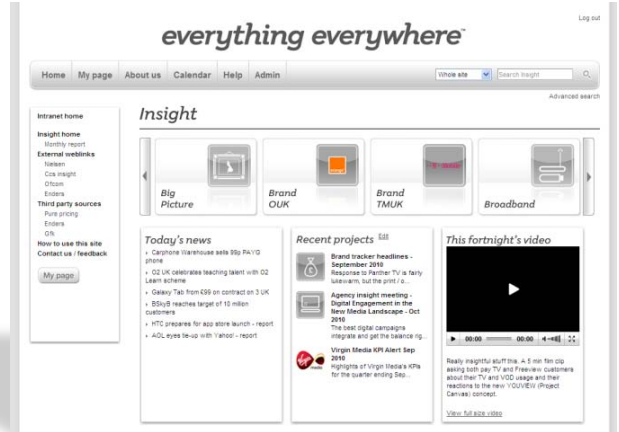 Log out
everything everywhere™
Home My page About us Calendar Help Admin
Whole site Search Insight
Advanced search
Intranet home
Insight home
Monthly report
External weblinks
Nielsen
Ccs insight
Ofcom
Enders
Third party sources
Pure pricing
Enders
Gfk
How to use this site
Contact us / feedback
My page
Insight
Big
Picture
Brand
OUK
Brand
TMUK
Broadband
Today's news
Carphone Warehouse sells 99p PAYG
phone
O2 UK celebrates teaching talent with O2
Learn scheme
Galaxy Tab from £99 on contract on 3 UK
BSkyB reaches target of 10 million
customers
HTC prepares for app store launch - report
AOL eyes tie-up with Yahoo! - report
Recent projects Edit
Brand tracker headlines -
September 2010
Response to Panther TV is fairly
lukewarm, but the print / o...
Agency insight meeting -
Digital Engagement in the
New Media Landscape - Oct
2010
The best digital campaigns
integrate and get the balance rig...
Virgin media
Virgin Media KPI Alert Sep
2010
Highlights of Virgin Media's KPIs
for the quarter ending Sep...
This fortnight's video
00:00 00:00
Really insightful stuff this. A 5 min film clip
asking both pay TV and Freeview customers
about their TV and VOD usage and their
reactions to the new YOUVIEW (Project
Canvas) concept.
View full size video